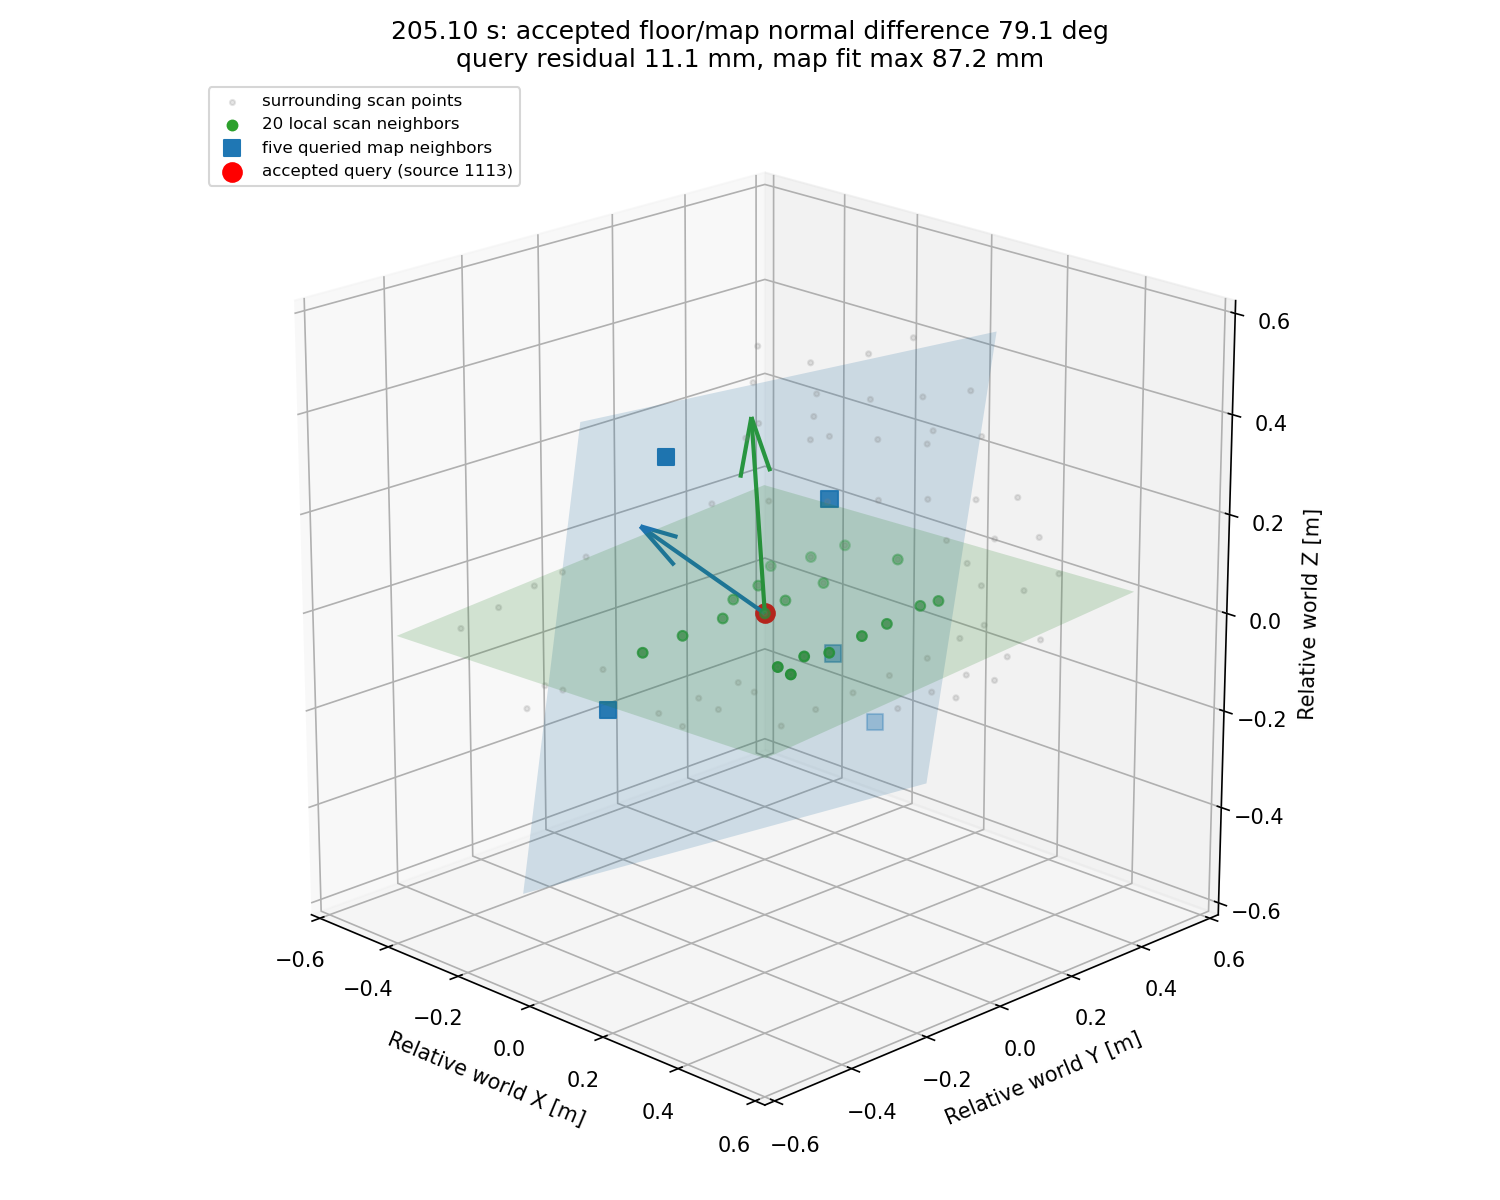 205.10 s: accepted floor/map normal difference 79.1 deg
query residual 11.1 mm, map fit max 87.2 mm
surrounding scan points
20 local scan neighbors
five queried map neighbors
accepted query (source 1113)
0.6
0.4
0.2
0.0
−0.2
−0.4
−0.6
Relative world Z [m]
−0.6
−0.4
−0.2
0.0
0.2
0.4
0.6
Relative world X [m]
−0.6
−0.4
−0.2
0.0
0.2
0.4
0.6
Relative world Y [m]